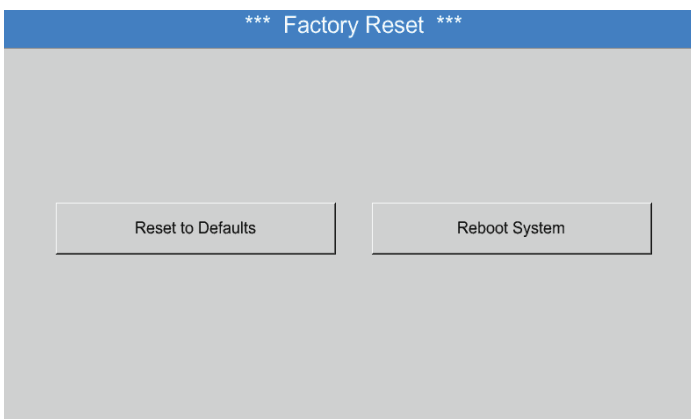 *** Factory Reset ***
Reset to Defaults
Reboot System